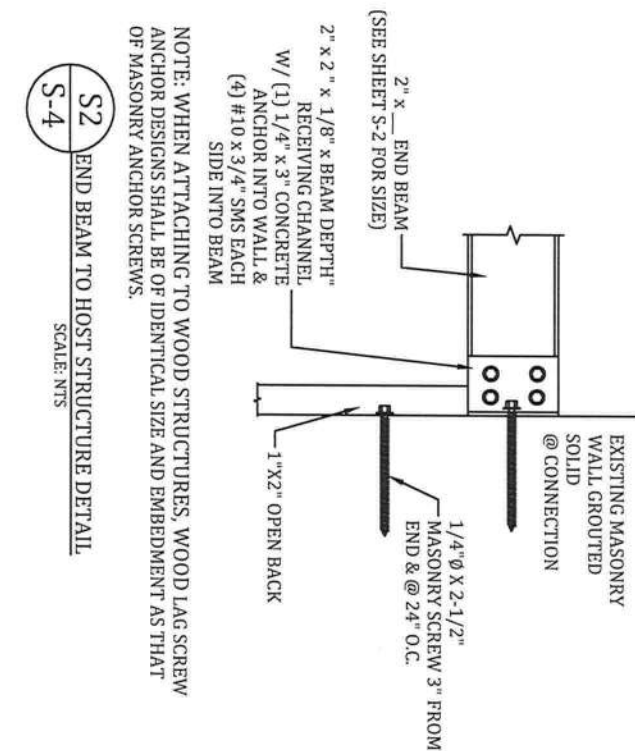 EXISTING MASONRY
WALL GROUTED
SOLID
@ CONNECTION
2" x __ END BEAM
(SEE SHEET S-2 FOR SIZE)
2" x 2 " x 1/8" x BEAM DEPTH"
RECEIVING CHANNEL
W/ (1) 1/4" x 3" CONCRETE
ANCHOR INTO WALL &
(4) #10 x 3/4" SMS EACH
SIDE INTO BEAM
1/4"Ø X 2-1/2"
MASONRY SCREW 3" FROM
END & @ 24" O.C.
1"X2" OPEN BACK
NOTE: WHEN ATTACHING TO WOOD STRUCTURES, WOOD LAG SCREW
ANCHOR DESIGNS SHALL BE OF IDENTICAL SIZE AND EMBEDMENT AS THAT
OF MASONRY ANCHOR SCREWS.
S2
S-4
END BEAM TO HOST STRUCTURE DETAIL
SCALE: NTS